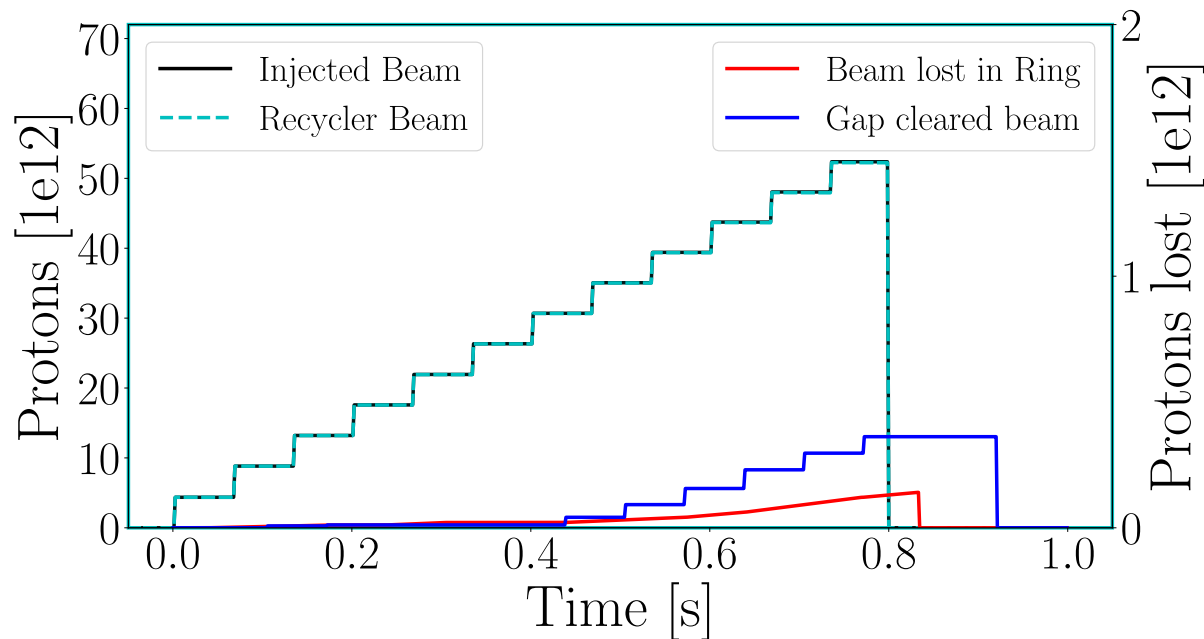 Injected Beam
Recycler Beam
Beam lost in Ring
Gap cleared beam
Protons [1e12]
70
60
50
40
30
20
10
0
Protons lost [1e12]
2
1
0
0.0 0.2 0.4 0.6 0.8 1.0
Time [s]